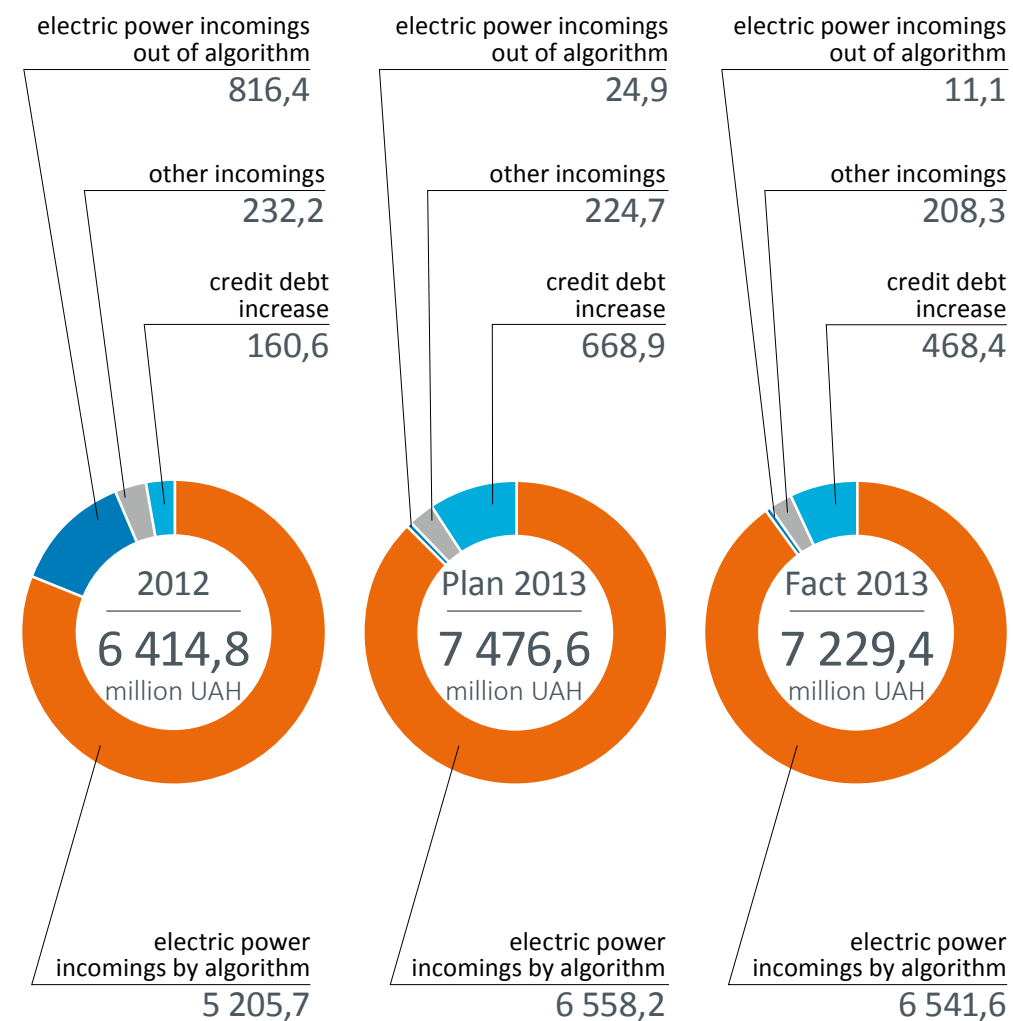 electric power incomings
out of algorithm
816,4
other incomings
232,2
credit debt
increase
160,6
2012
6 414,8
million UAH
electric power
incomings by algorithm
5 205,7
electric power incomings
out of algorithm
24,9
other incomings
224,7
credit debt
increase
668,9
Plan 2013
7 476,6
million UAH
electric power
incomings by algorithm
6 558,2
electric power incomings
out of algorithm
11,1
other incomings
208,3
credit debt
increase
468,4
Fact 2013
7 229,4
million UAH
electric power
incomings by algorithm
6 541,6